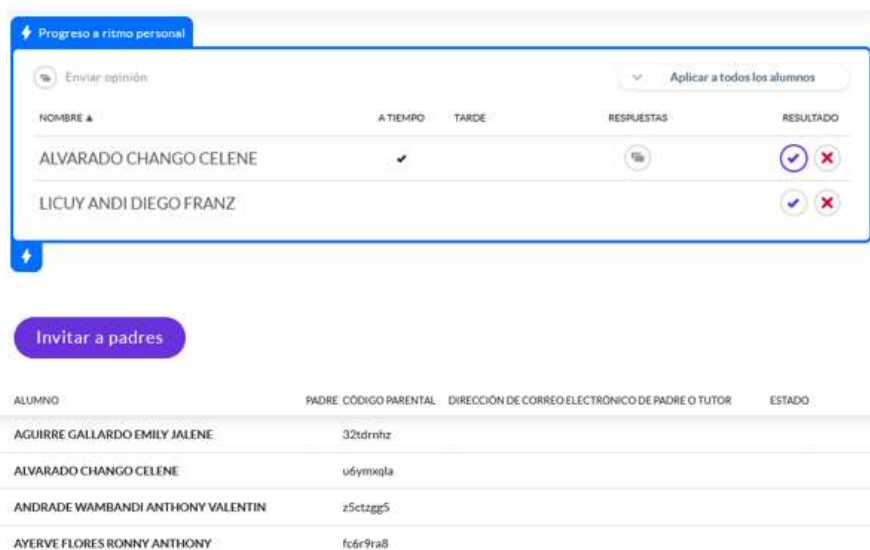 Progreso a ritmo personal
Enviar opinión
Aplicar a todos los alumnos
NOMBRE ▲ A TIEMPO TARDE RESPUESTAS RESULTADO
ALVARADO CHANGO CELENE
LICUY ANDI DIEGO FRANZ
Invitar a padres
ALUMNO PADRE CÓDIGO PARENTAL DIRECCIÓN DE CORREO ELECTRÓNICO DE PADRE O TUTOR ESTADO
AGUIRRE GALLARDO EMILY JALENE 32tdrnhz
ALVARADO CHANGO CELENE u6ymxqla
ANDRADE WAMBANDI ANTHONY VALENTIN z5ctzgg5
AYERVE FLORES RONNY ANTHONY fc6r9ra8